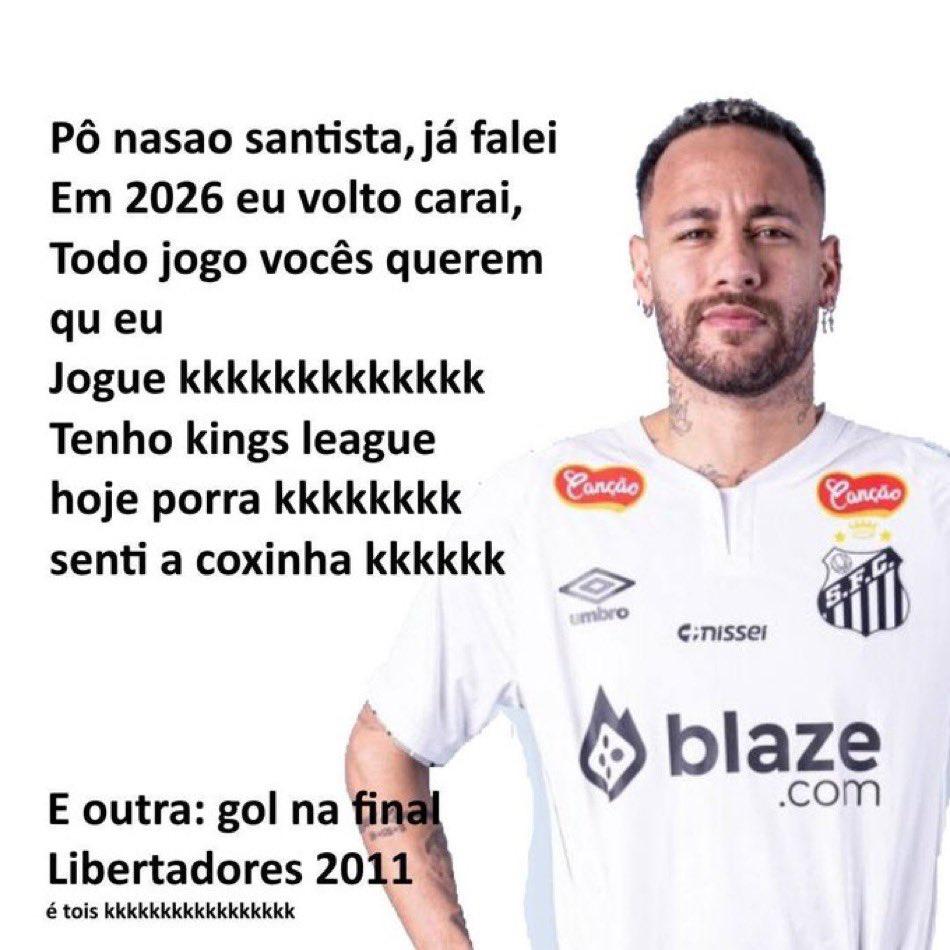 Pô nasao santista, já falei
Em 2026 eu volto carai,
Todo jogo vocês querem
qu eu
Jogue kkkkkkkkkkkkk
Tenho kings league
hoje porra kkkkkkkk
senti a coxinha kkkkkk
Canção
Canção
S.F.C.
umbro
nissei
blaze
.com
E outra: gol na final
Libertadores 2011
é tois kkkkkkkkkkkkkkkkk